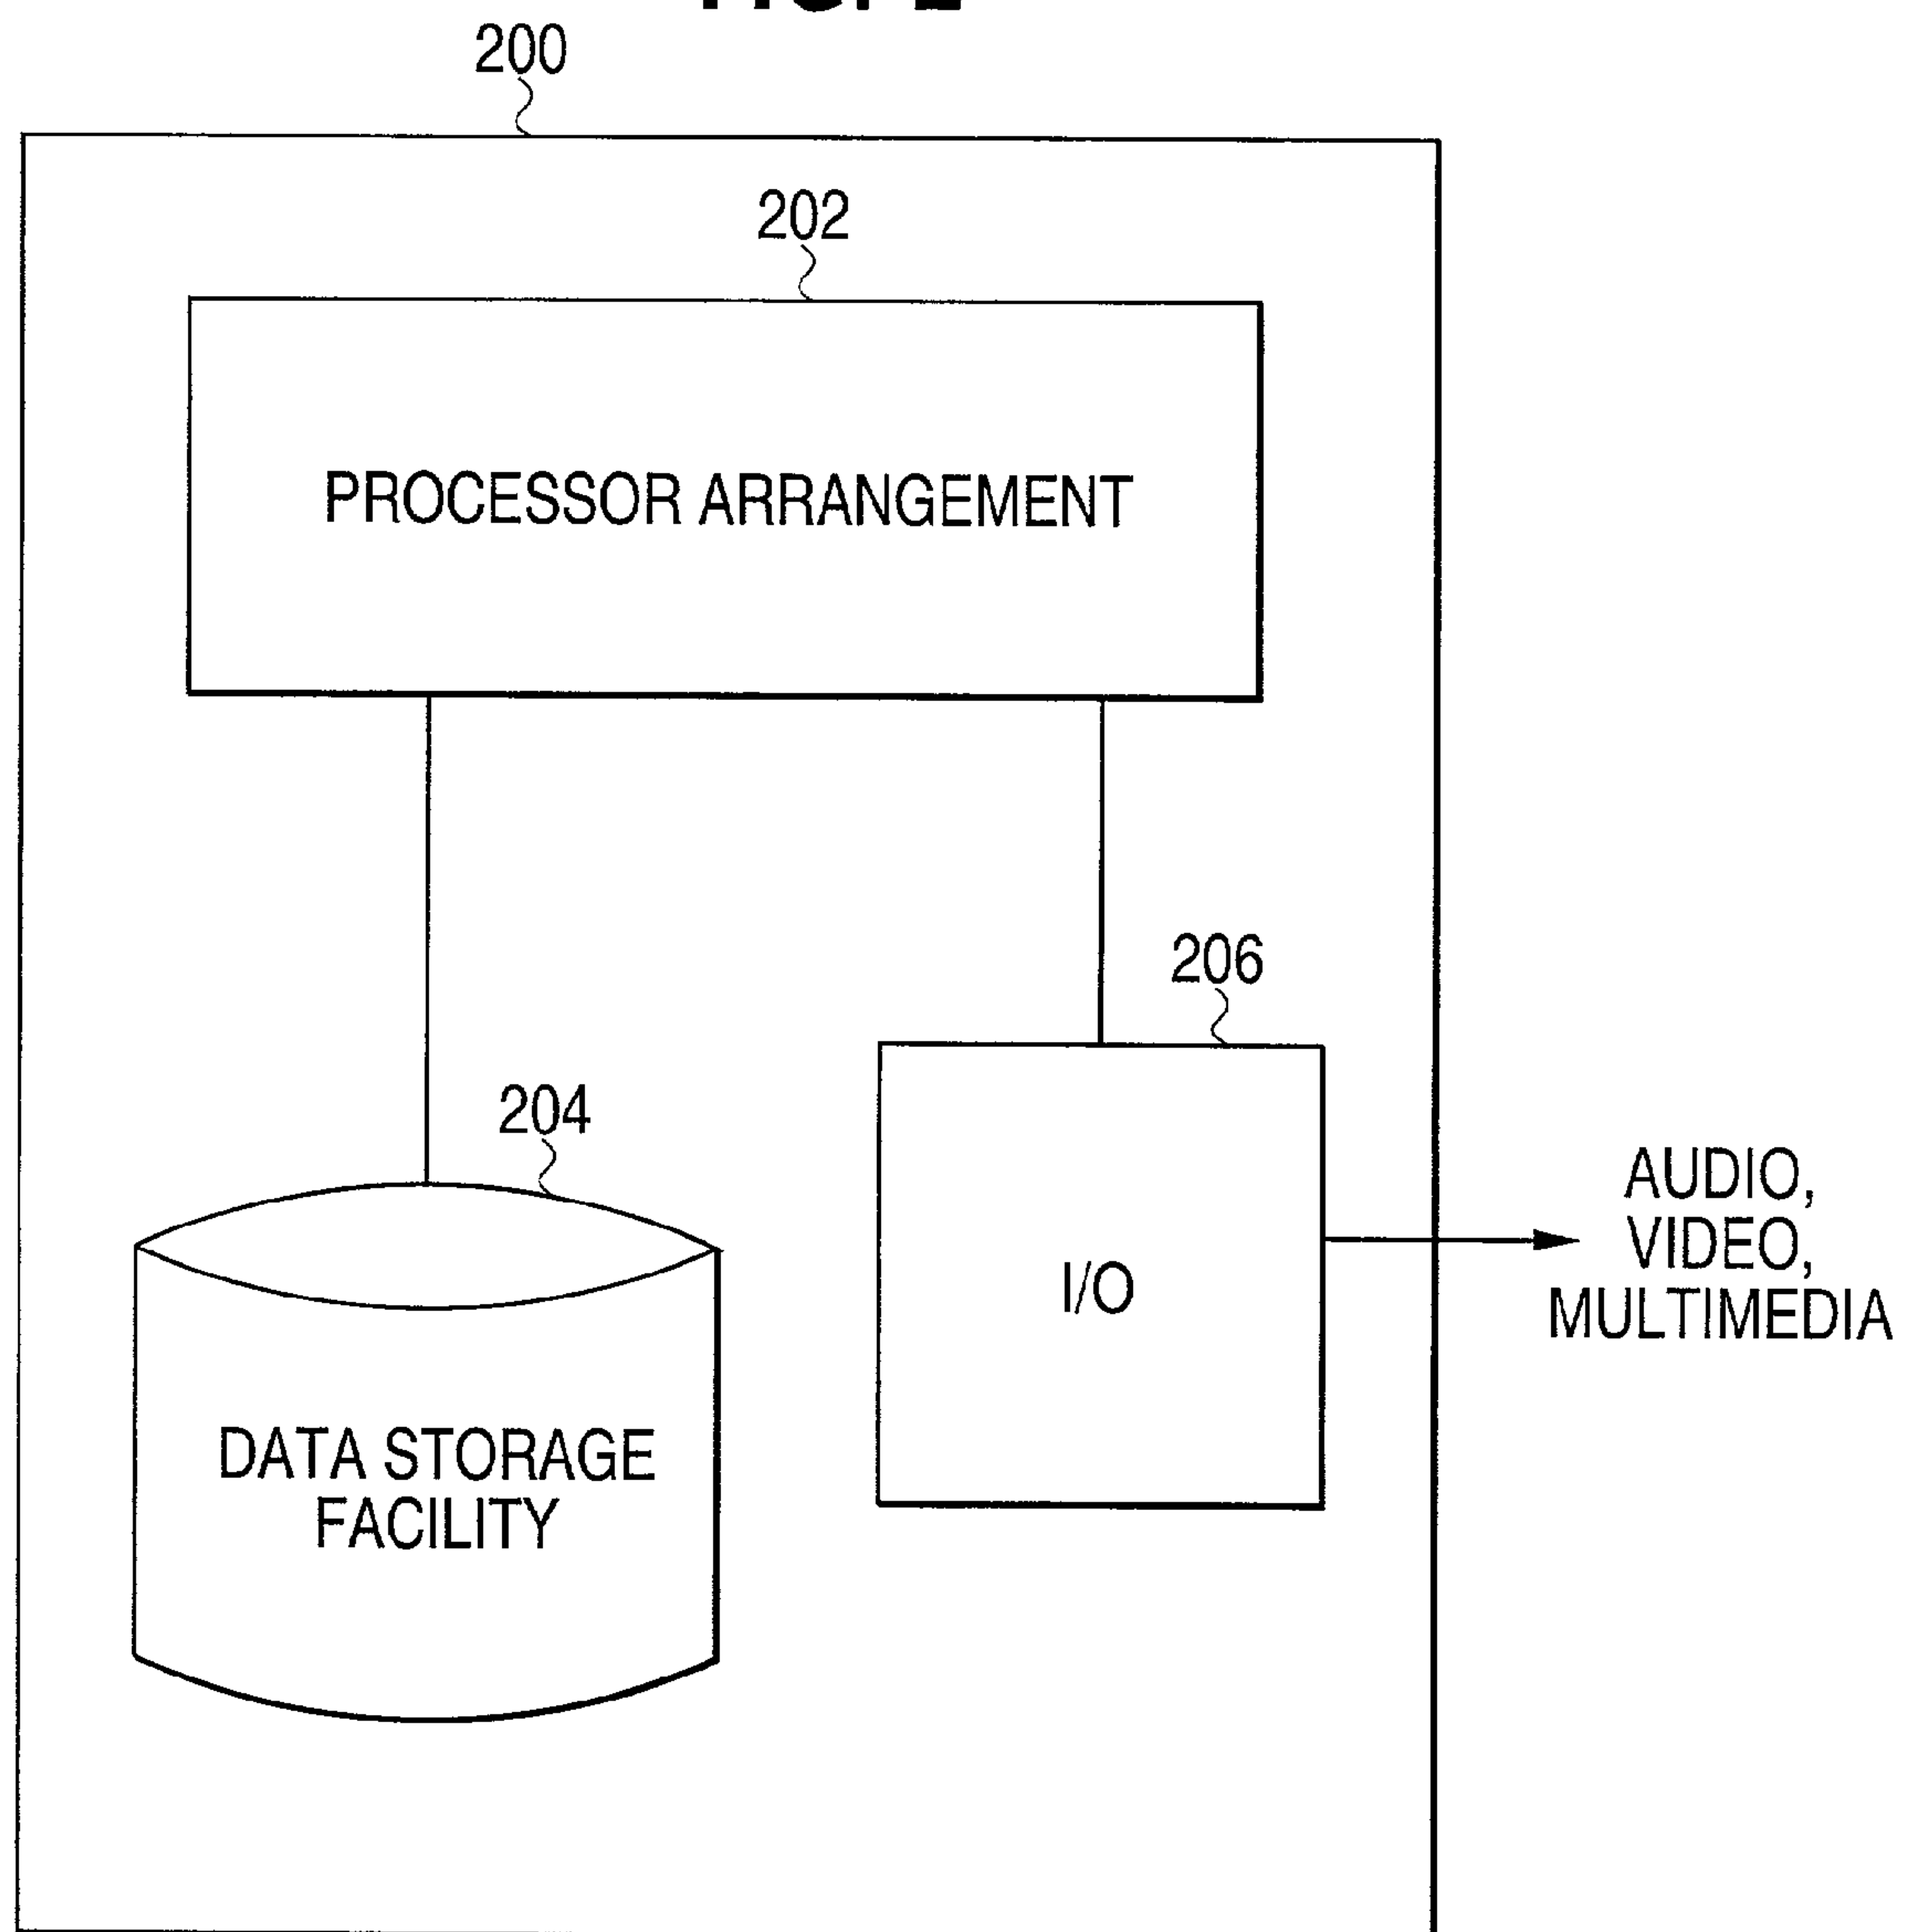 200
202
PROCESSOR ARRANGEMENT
206
204
AUDIO,
VIDEO,
MULTIMEDIA
I/O
DATA STORAGE
FACILITY